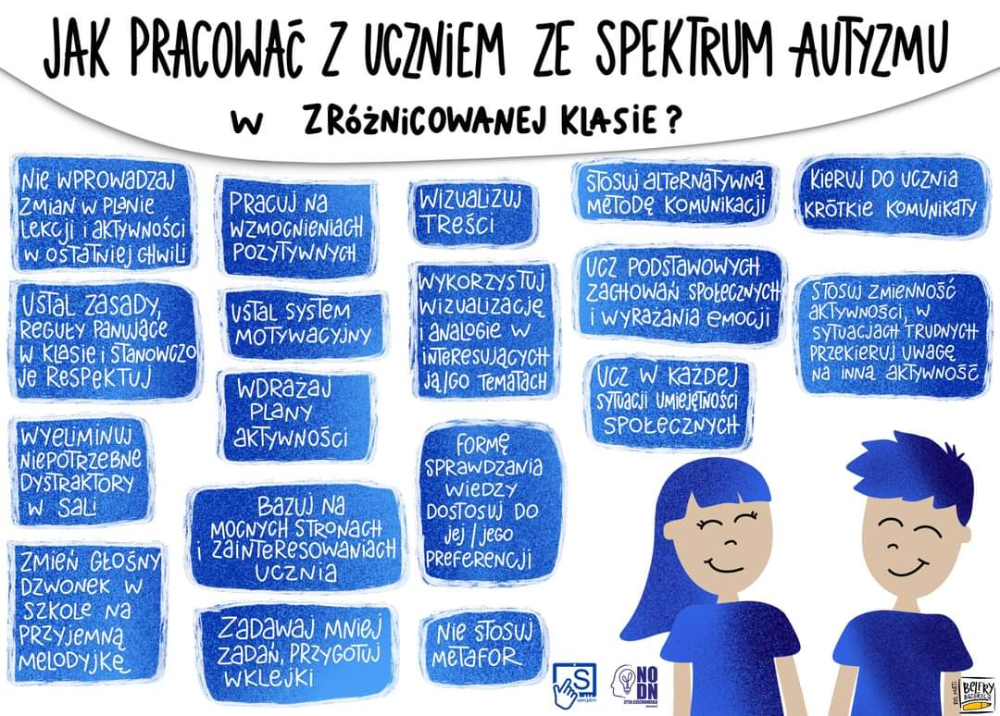 JAK PRACOWAĆ Z UCZNIEM ZE SPEKTRUM AUTYZMU
W ZRÓŻNICOWANEJ KLASIE?
NIE WPROWADZAJ
ZMIAN W PLANIE
LEKCJI I AKTYWNOŚCI
W OSTATNIEJ CHWILI
USTAL ZASADY,
REGUŁY PANUJĄCE
W KLASIE I STANOWCZO
JE RESPEKTUJ
WYELIMINUJ
NIEPOTRZEBNE
DYSTRAKTORY
W SALI
ZMIEŃ GŁOŚNY
DZWONEK W
SZKOLE NA
PRZYJEMNĄ
MELODYJKĘ
PRACUJ NA
WZMOCNIENIACH
POZYTYWNYCH
USTAL SYSTEM
MOTYWACYJNY
WDRAŻAJ
PLANY
AKTYWNOŚCI
BAZUJ NA
MOCNYCH STRONACH
I ZAINTERESOWANIACH
UCZNIA
ZADAWAJ MNIEJ
ZADAŃ, PRZYGOTUJ
WKLEJKI
WIZUALIZUJ
TREŚCI
WYKORZYSTUJ
WIZUALIZACJĘ
I ANALOGIE W
INTERESUJĄCYCH
JĄ/GO TEMATACH
FORMĘ
SPRAWDZANIA
WIEDZY
DOSTOSUJ DO
JEJ / JEGO
PREFERENCJI
NIE STOSUJ
METAFOR
STOSUJ ALTERNATYWNĄ
METODĘ KOMUNIKACJI
UCZ PODSTAWOWYCH
ZACHOWAŃ SPOŁECZNYCH
I WYRAŻANIA EMOCJI
UCZ W KAŻDEJ
SYTUACJI UMIEJĘTNOŚCI
SPOŁECZNYCH
KIERUJ DO UCZNIA
KRÓTKIE KOMUNIKATY
STOSUJ ZMIENNOŚĆ
AKTYWNOŚCI, W
SYTUACJACH TRUDNYCH
PRZEKIERUJ UWAGĘ
NA INNĄ AKTYWNOŚĆ
S
specjalni
NO
DN
ZYTA CZECHOWSKA
BAZGROŁY